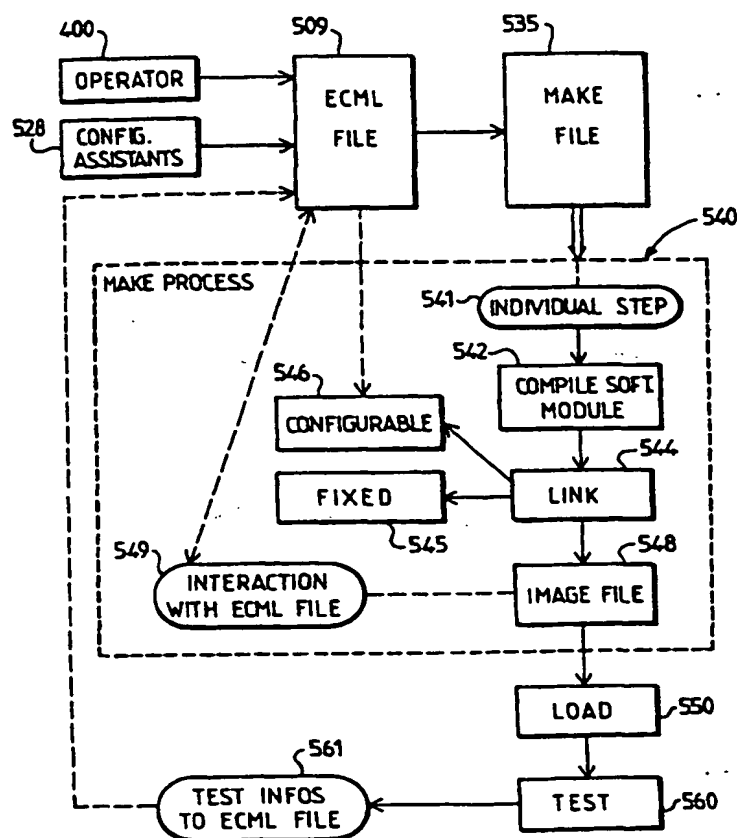 400
509
535
OPERATOR
ECML
FILE
MAKE
FILE
528
CONFIG.
ASSISTANTS
540
MAKE PROCESS
541
INDIVIDUAL STEP
542
546
COMPILE SOFT.
MODULE
CONFIGURABLE
544
FIXED
LINK
545
548
549
INTERACTION
WITH ECML FILE
IMAGE FILE
LOAD
550
561
TEST INFOS
TO ECML FILE
TEST
560